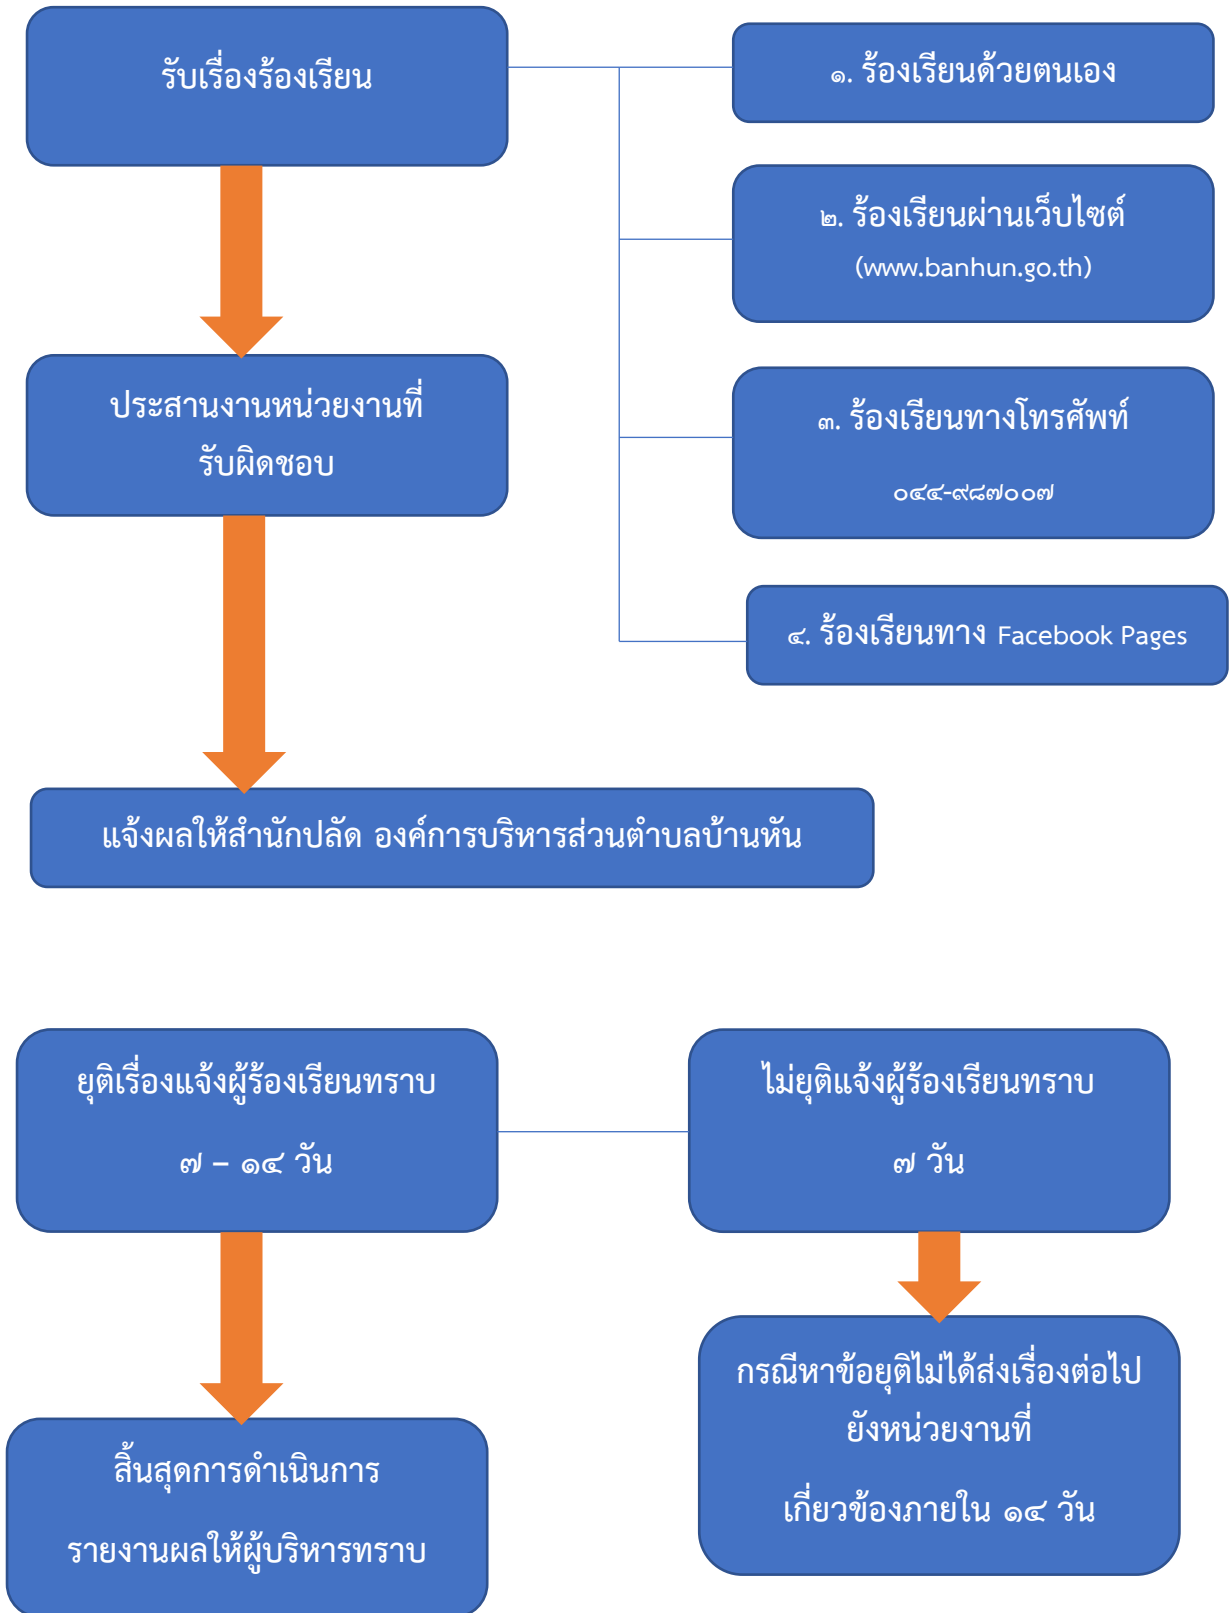 รับเรื่องร้องเรียน
๑. ร้องเรียนด้วยตนเอง
๒. ร้องเรียนผ่านเว็บไซต์
(www.banhun.go.th)
ประสานงานหน่วยงานที่
รับผิดชอบ
๓. ร้องเรียนทางโทรศัพท์
๐๔๔-๙๘๗๐๐๗
๔. ร้องเรียนทาง Facebook Pages
แจ้งผลให้สำนักปลัด องค์การบริหารส่วนตำบลบ้านหัน
ยุติเรื่องแจ้งผู้ร้องเรียนทราบ
๗ – ๑๔ วัน
ไม่ยุติแจ้งผู้ร้องเรียนทราบ
๗ วัน
กรณีหาข้อยุติไม่ได้ส่งเรื่องต่อไป
ยังหน่วยงานที่
เกี่ยวข้องภายใน ๑๔ วัน
สิ้นสุดการดำเนินการ
รายงานผลให้ผู้บริหารทราบ